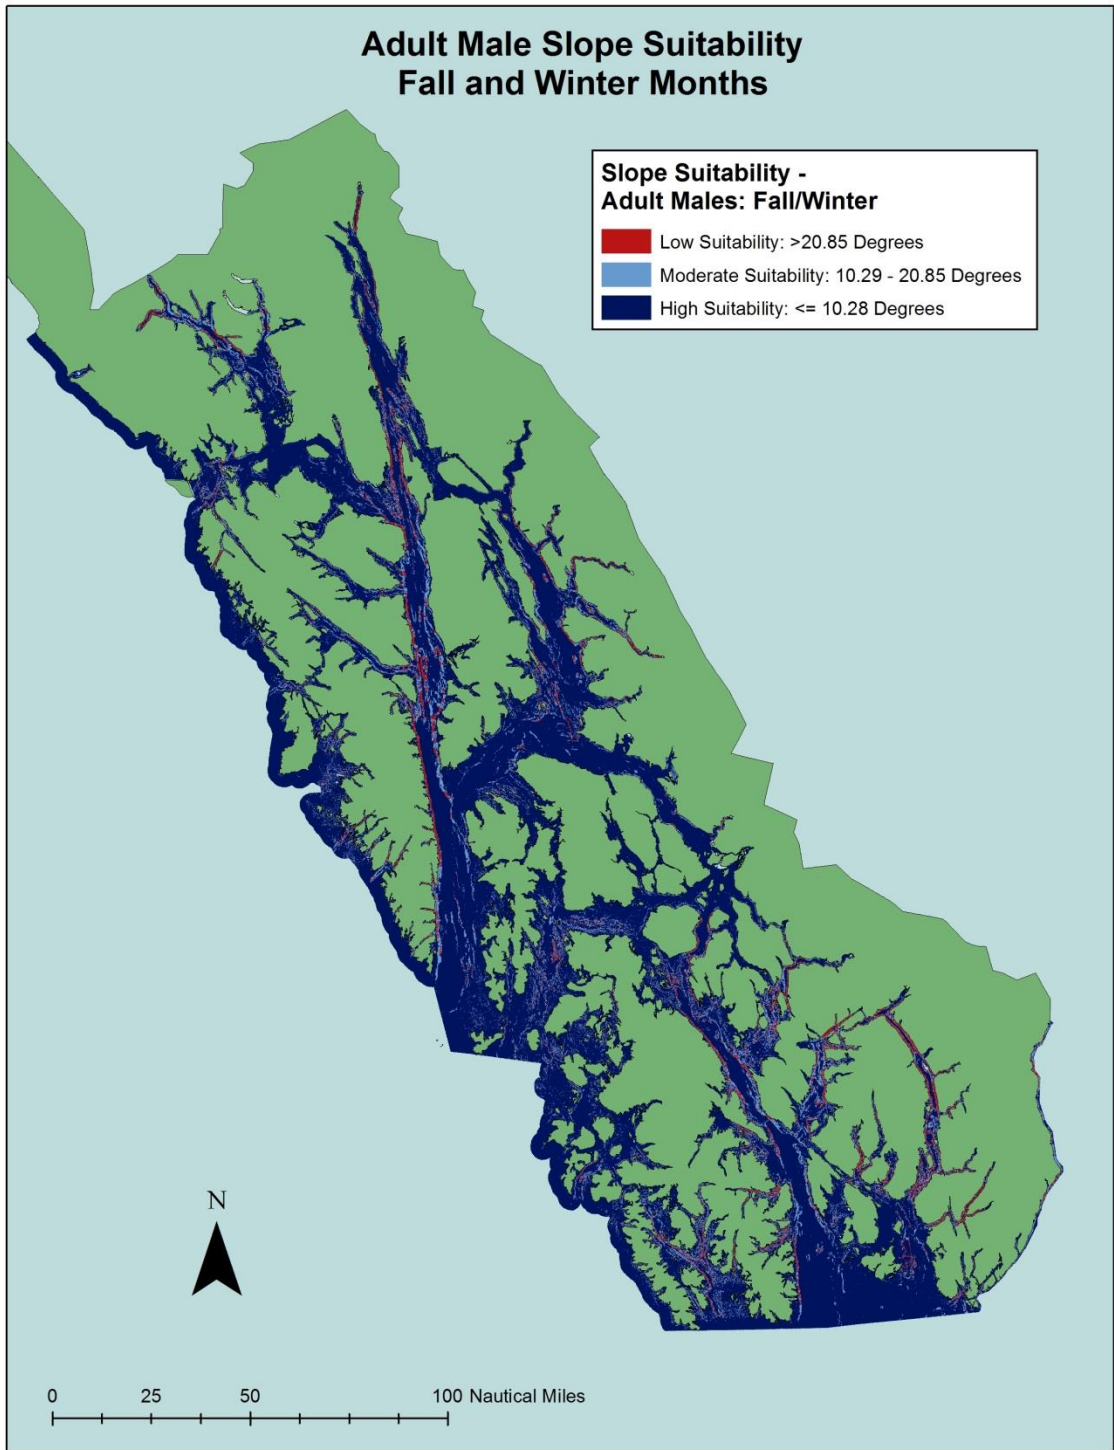 Adult Male Slope Suitability
Fall and Winter Months
Slope Suitability -
Adult Males: Fall/Winter
Low Suitability: >20.85 Degrees
Moderate Suitability: 10.29 - 20.85 Degrees
High Suitability: <= 10.28 Degrees
N
0 25 50 100 Nautical Miles